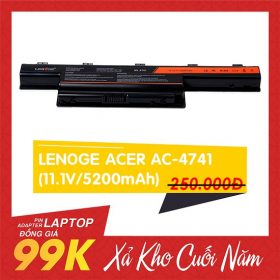 LENOGE
LENOGE ACER AC-4741
(11.1V/5200mAh) 250.000Đ
PIN
ADAPTER LAPTOP
ĐỒNG GIÁ
99K
Xả Kho Cuối Năm